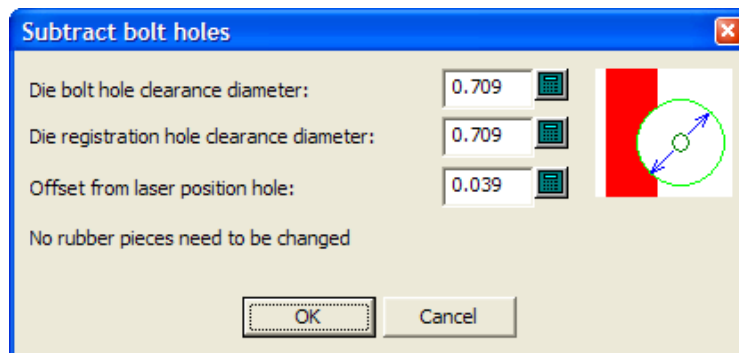 Subtract bolt holes
Die bolt hole clearance diameter: 0.709
Die registration hole clearance diameter: 0.709
Offset from laser position hole: 0.039
No rubber pieces need to be changed
OK Cancel